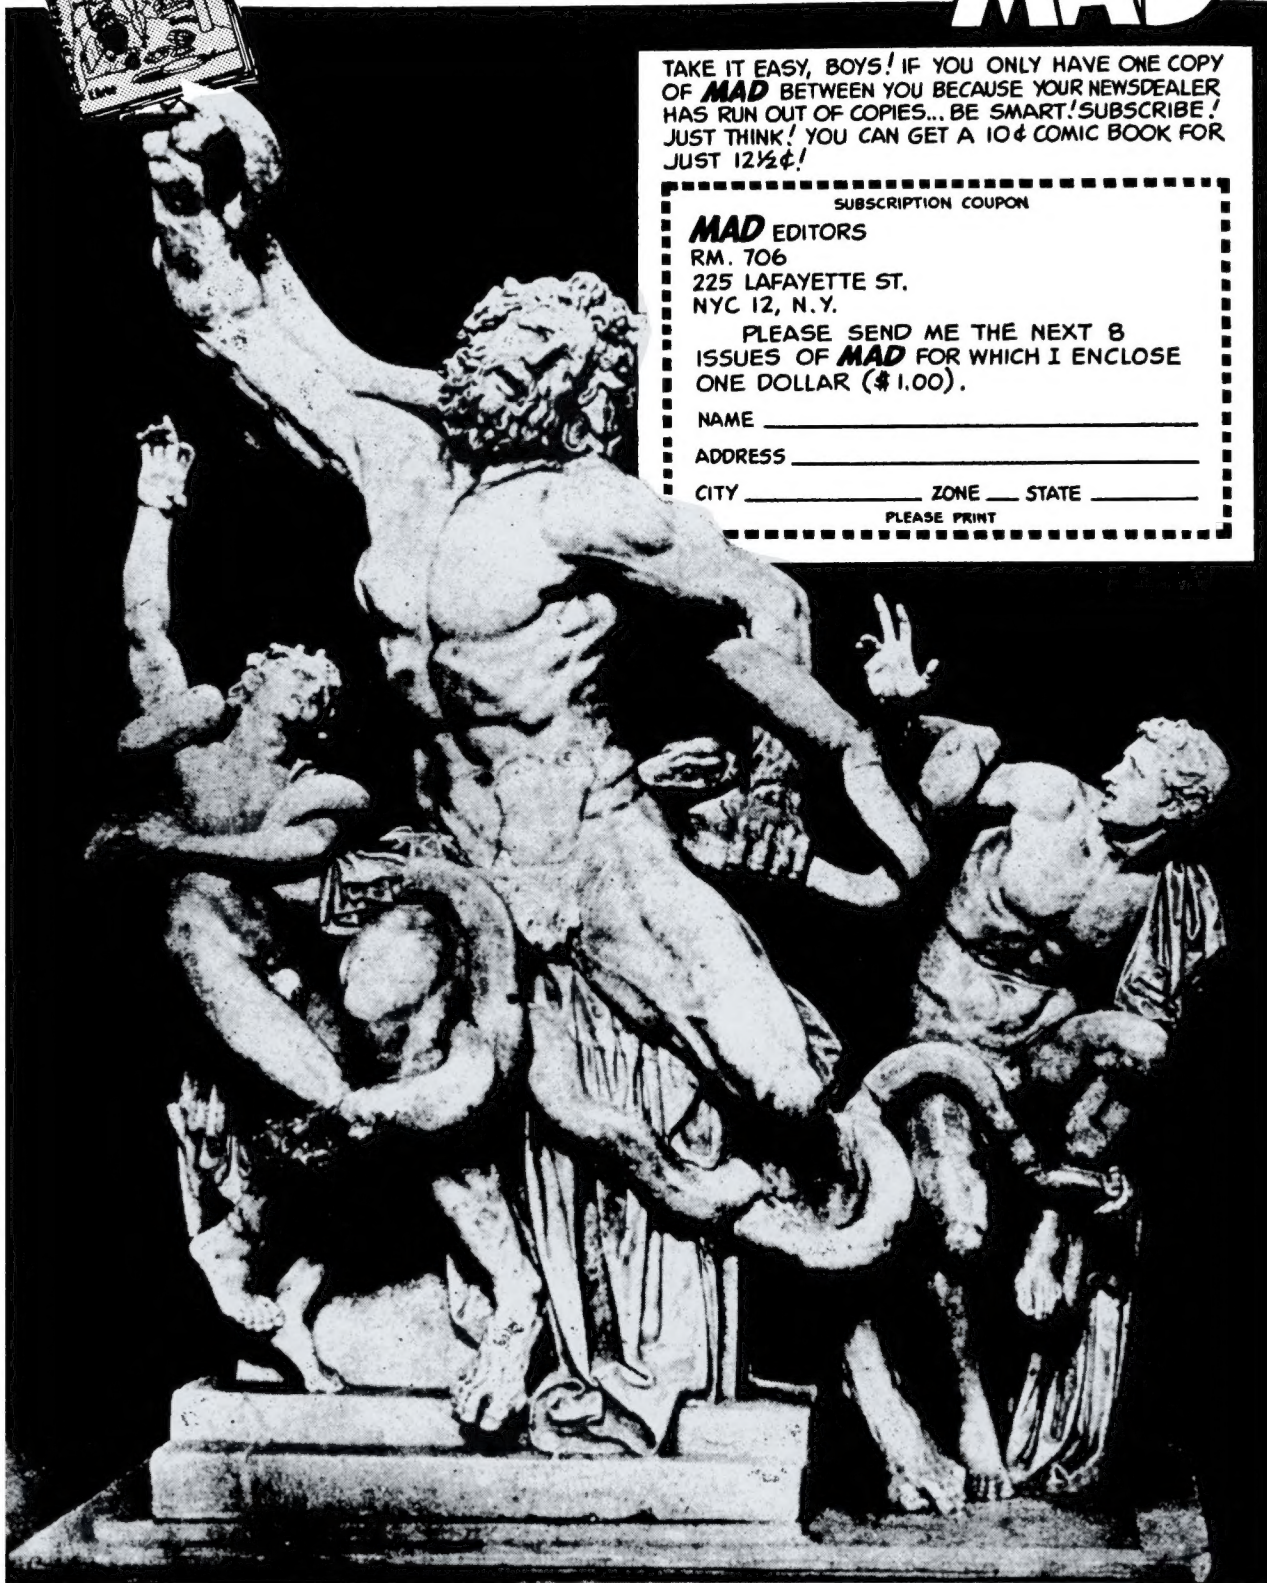 MAD
TAKE IT EASY, BOYS! IF YOU ONLY HAVE ONE COPY
OF MAD BETWEEN YOU BECAUSE YOUR NEWSDEALER
HAS RUN OUT OF COPIES... BE SMART! SUBSCRIBE!
JUST THINK! YOU CAN GET A 10¢ COMIC BOOK FOR
JUST 12½¢!
SUBSCRIPTION COUPON
MAD EDITORS
RM. 706
225 LAFAYETTE ST.
NYC 12, N.Y.
PLEASE SEND ME THE NEXT 8
ISSUES OF MAD FOR WHICH I ENCLOSE
ONE DOLLAR ($1.00).
NAME
ADDRESS
CITY ZONE STATE
PLEASE PRINT